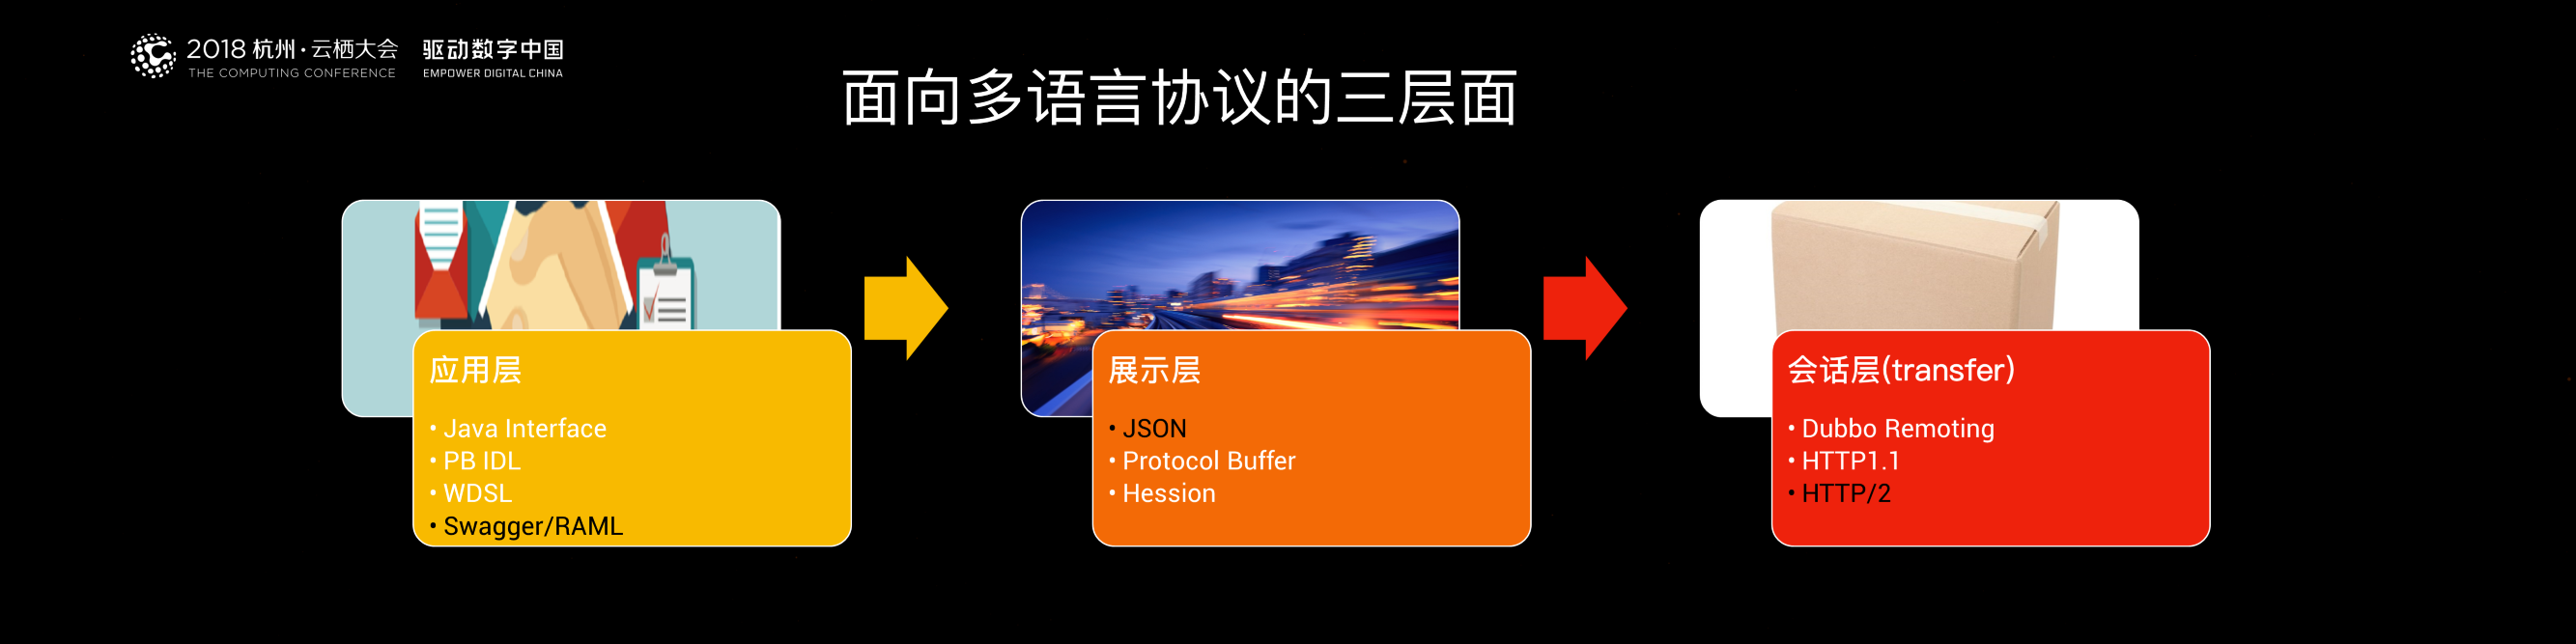 2018 杭州·云栖大会 驱动数字中国
THE COMPUTING CONFERENCE EMPOWER DIGITAL CHINA
面向多语言协议的三层面
应用层
• Java Interface
• PB IDL
• WDSL
• Swagger/RAML
展示层
• JSON
• Protocol Buffer
• Hession
会话层(transfer)
• Dubbo Remoting
• HTTP1.1
• HTTP/2